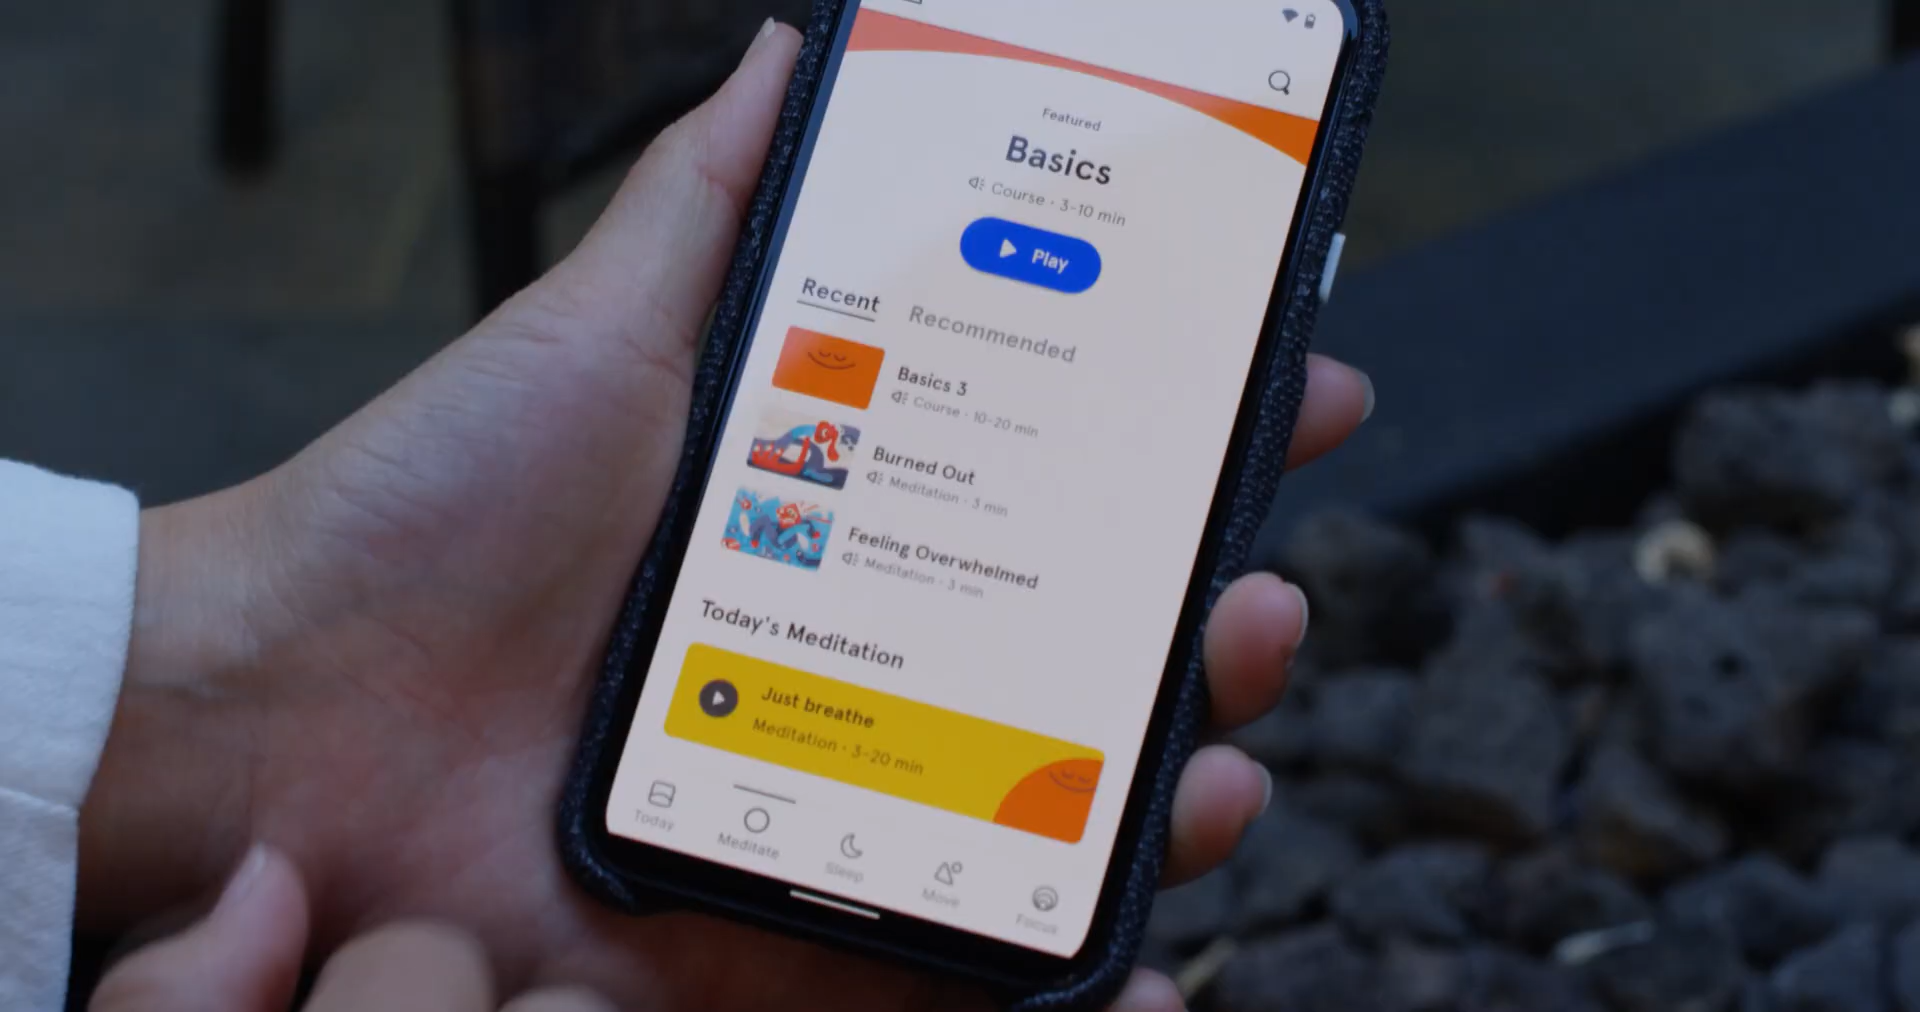 Featured
Basics
Course · 3-10 min
Play
Recent Recommended
Basics 3
Course · 10-20 min
Burned Out
Meditation · 3 min
Feeling Overwhelmed
Meditation · 3 min
Today's Meditation
Just breathe
Meditation · 3-20 min
Today Meditate Sleep Move Focus